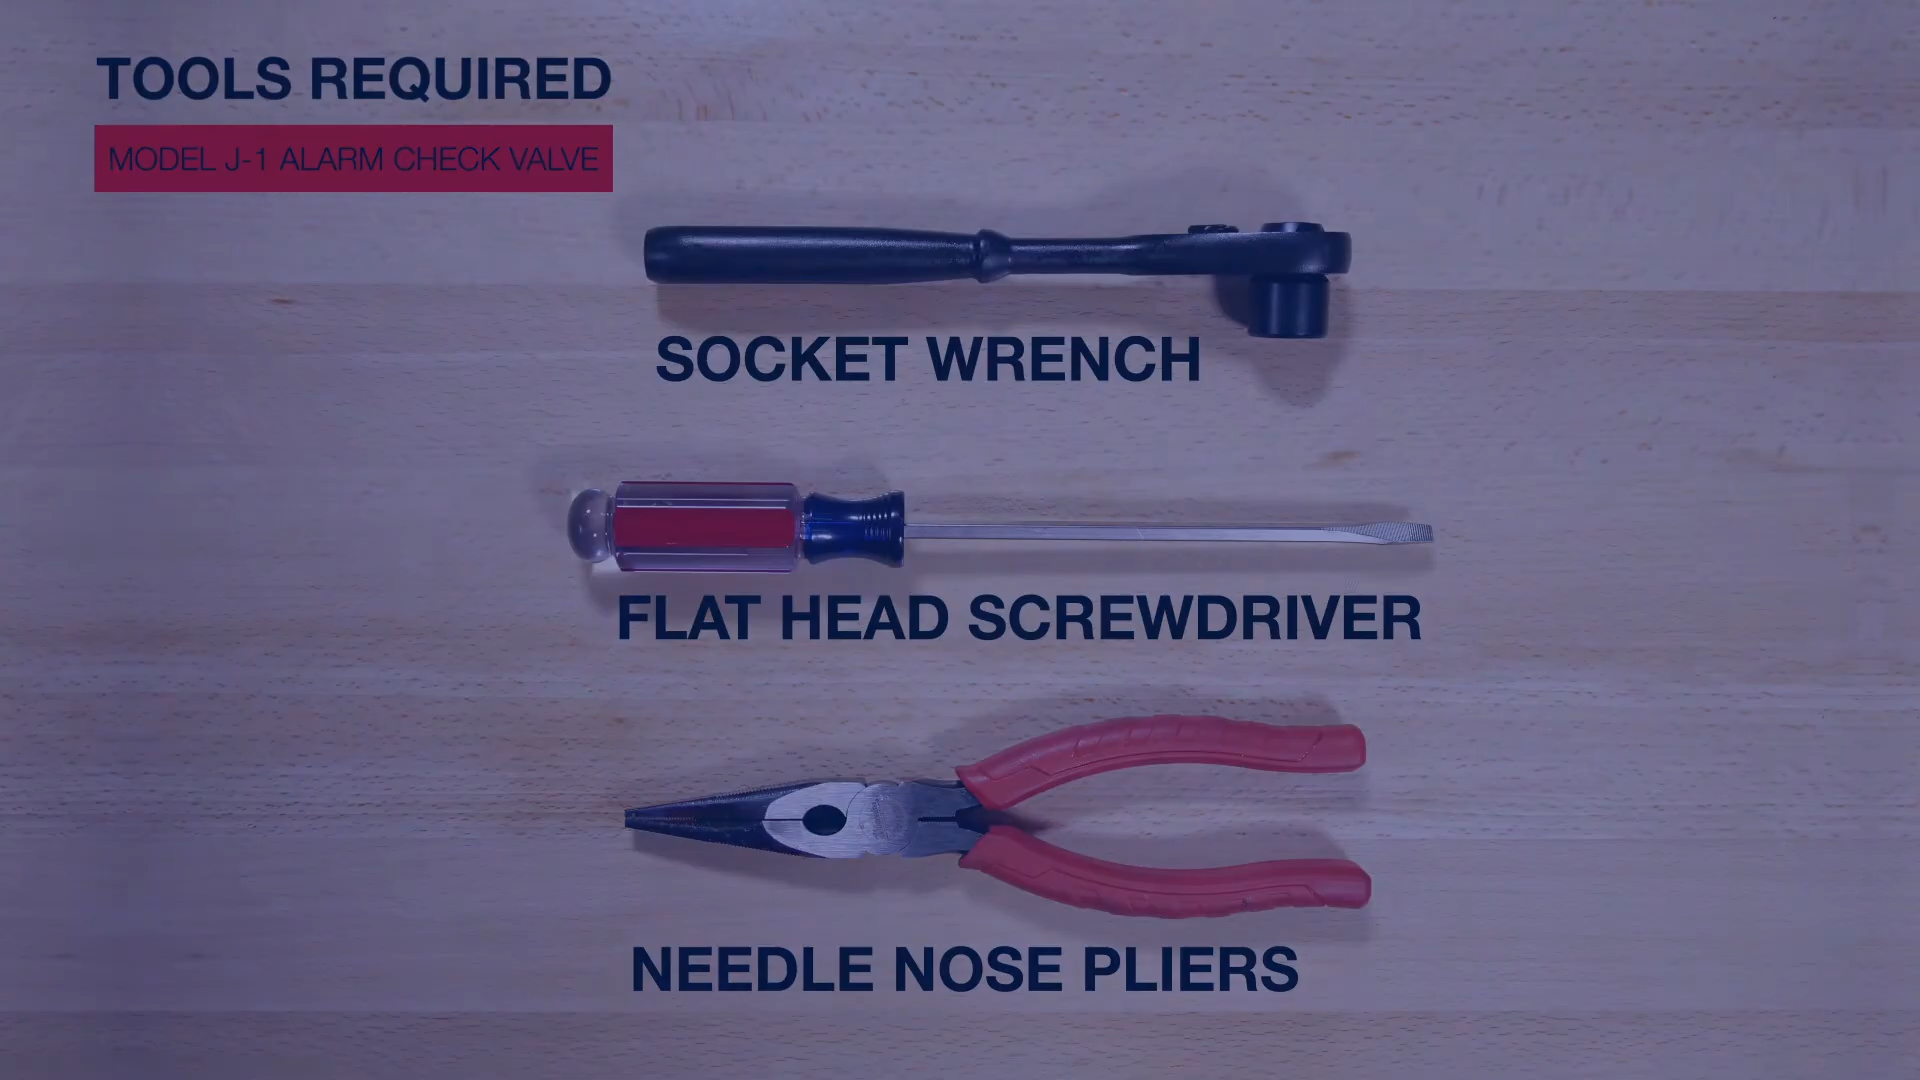 TOOLS REQUIRED
MODEL J-1 ALARM CHECK VALVE
SOCKET WRENCH
FLAT HEAD SCREWDRIVER
NEEDLE NOSE PLIERS